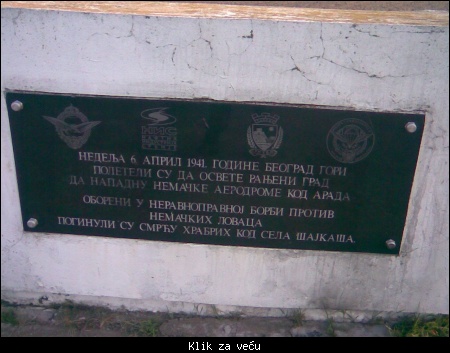 НЕДЕЉА 6. АПРИЛ 1941. ГОДИНЕ БЕОГРАД ГОРИ
ПОЛЕТЕЛИ СУ ДА ОСВЕТЕ РАЊЕНИ ГРАД
ДА НАПАДНУ НЕМАЧКЕ АЕРОДРОМЕ КОД АРАДА
ОБОРЕНИ У НЕРАВНОПРАВНОЈ БОРБИ ПРОТИВ
НЕМАЧКИХ ЛОВАЦА
ПОГИНУЛИ СУ СМРЋУ ХРАБРИХ КОД СЕЛА ШАЈКАША.
Klik za veću